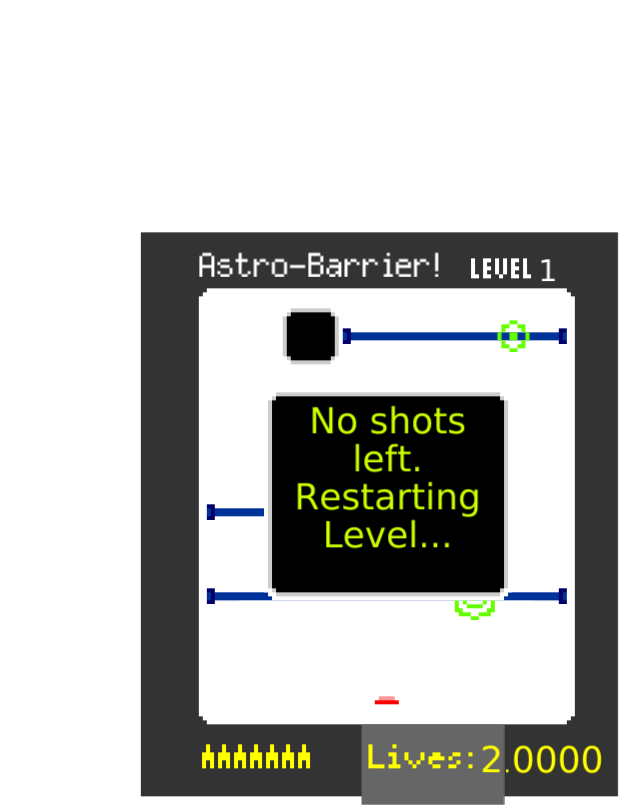 Astro-Barrier! LEVEL 1
No shots
left.
Restarting
Level...
Lives:2.0000